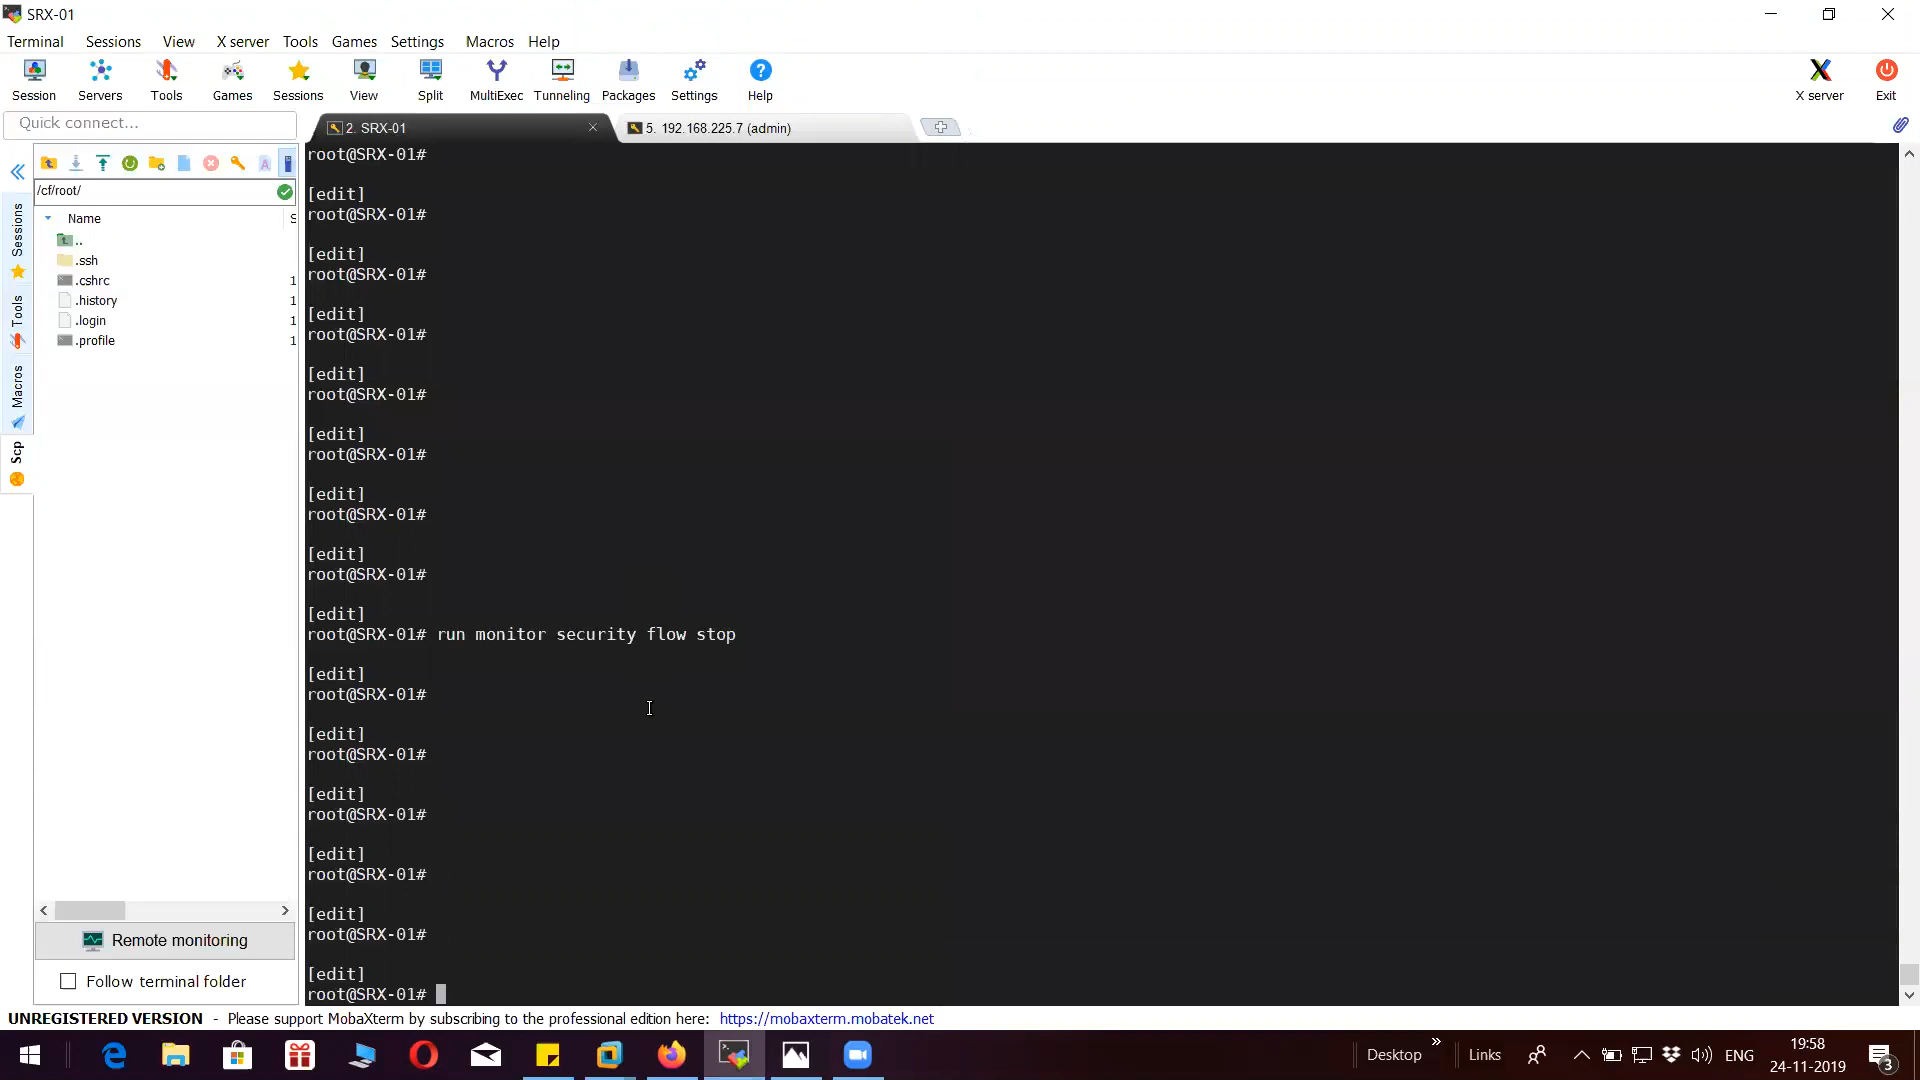 SRX-01
Terminal Sessions View X server Tools Games Settings Macros Help
Session Servers Tools Games Sessions View Split MultiExec Tunneling Packages Settings Help X server Exit
Quick connect...
2. SRX-01
5. 192.168.225.7 (admin)
/cf/root/
Name S
..
.ssh
.cshrc 1
.history 1
.login 1
.profile 1
Sessions
Tools
Macros
Scp
Remote monitoring
Follow terminal folder
root@SRX-01#
[edit]
root@SRX-01#
[edit]
root@SRX-01#
[edit]
root@SRX-01#
[edit]
root@SRX-01#
[edit]
root@SRX-01#
[edit]
root@SRX-01#
[edit]
root@SRX-01#
[edit]
root@SRX-01# run monitor security flow stop
[edit]
root@SRX-01#
[edit]
root@SRX-01#
[edit]
root@SRX-01#
[edit]
root@SRX-01#
[edit]
root@SRX-01#
[edit]
root@SRX-01#
UNREGISTERED VERSION - Please support MobaXterm by subscribing to the professional edition here: https://mobaxterm.mobatek.net
Desktop » Links ENG
19:58
24-11-2019
3